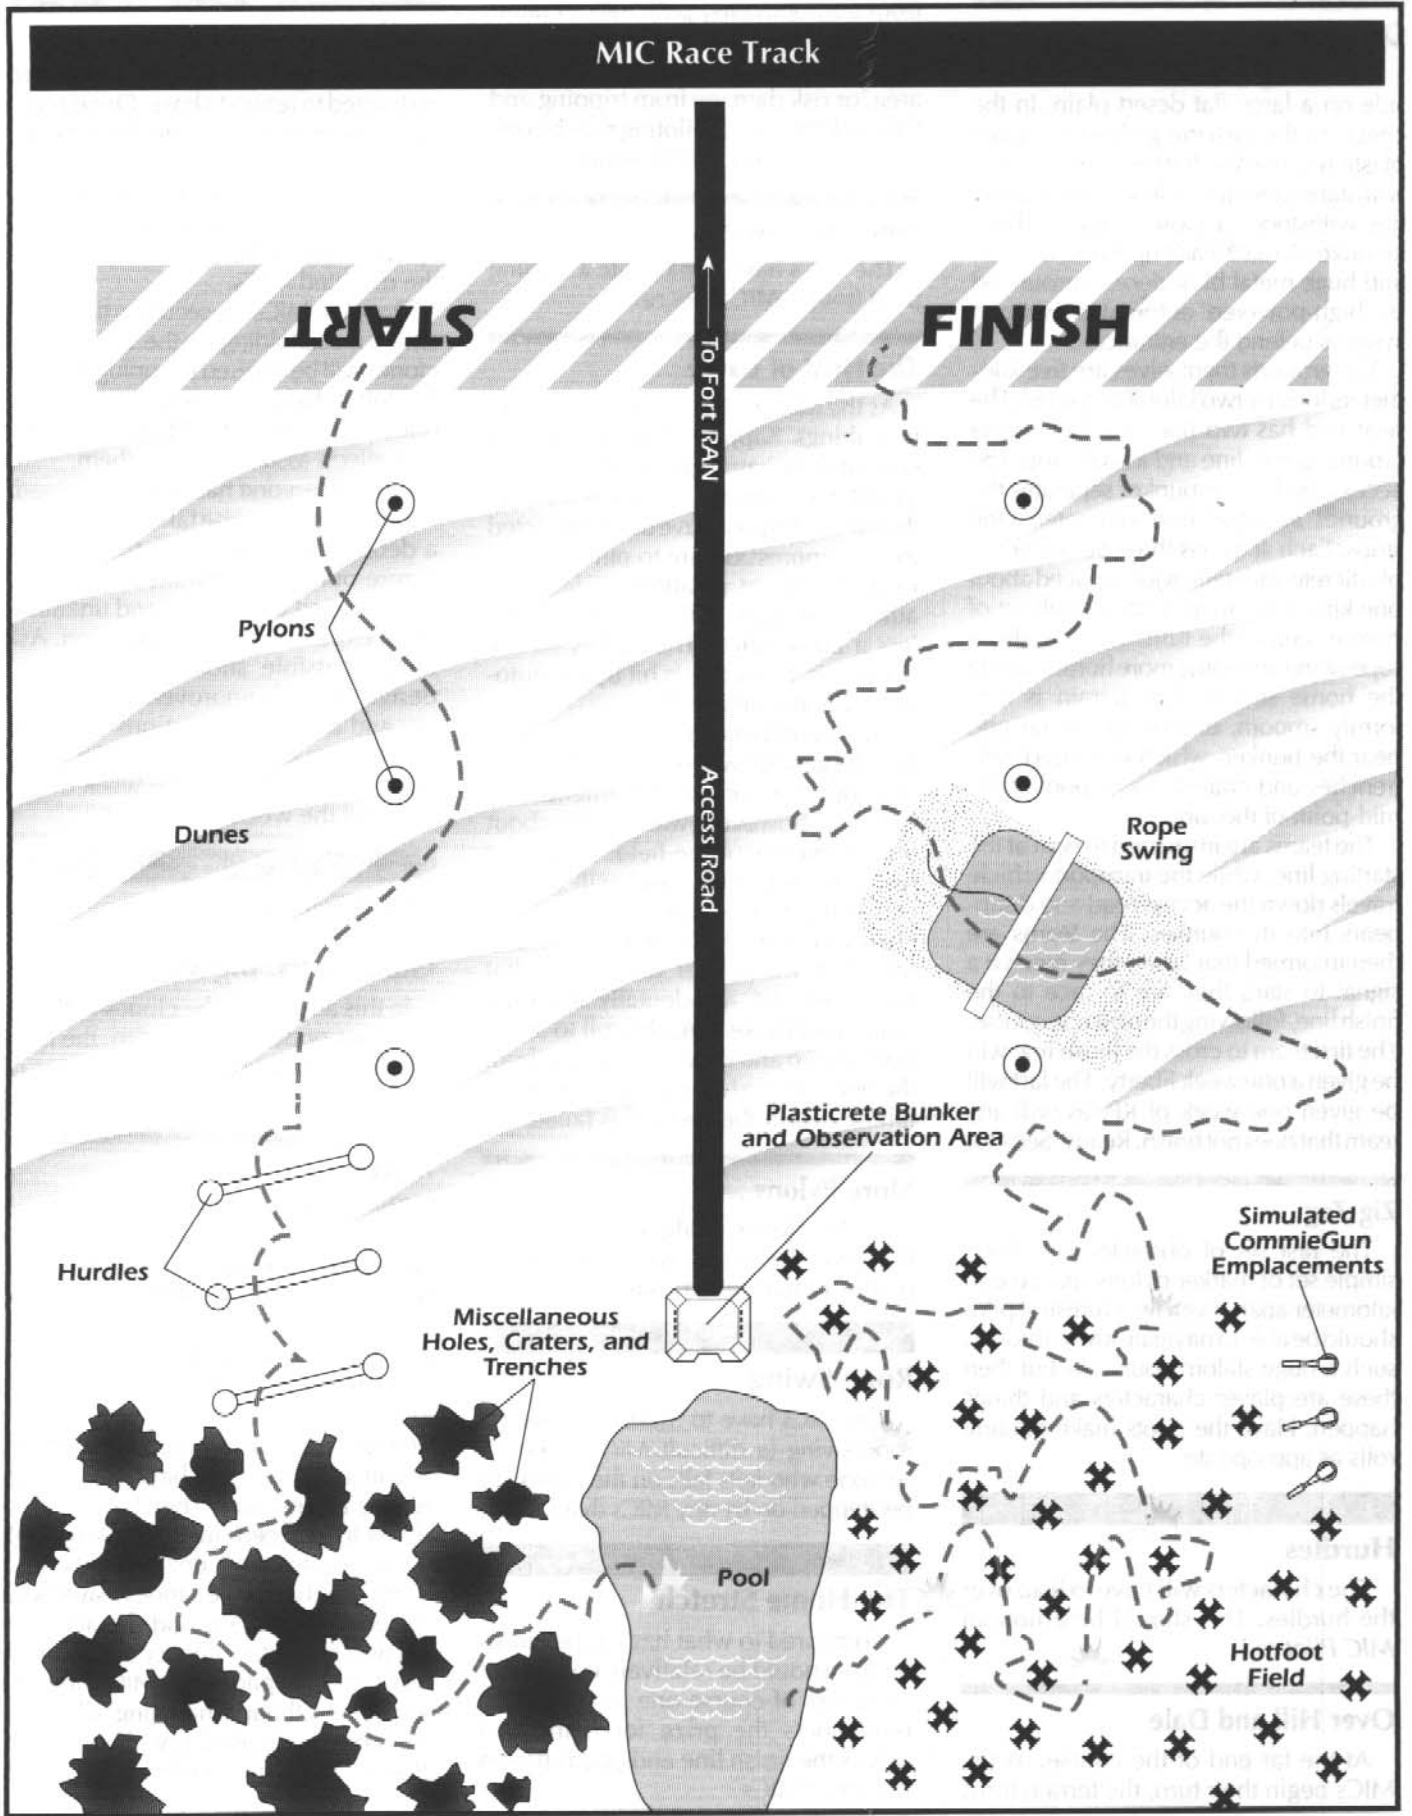 MIC Race Track
START
FINISH
To Fort RAN
Pylons
Dunes
Access Road
Rope
Swing
Plasticrete Bunker
and Observation Area
Hurdles
Simulated
CommieGun
Emplacements
Miscellaneous
Holes, Craters, and
Trenches
Pool
Hotfoot
Field